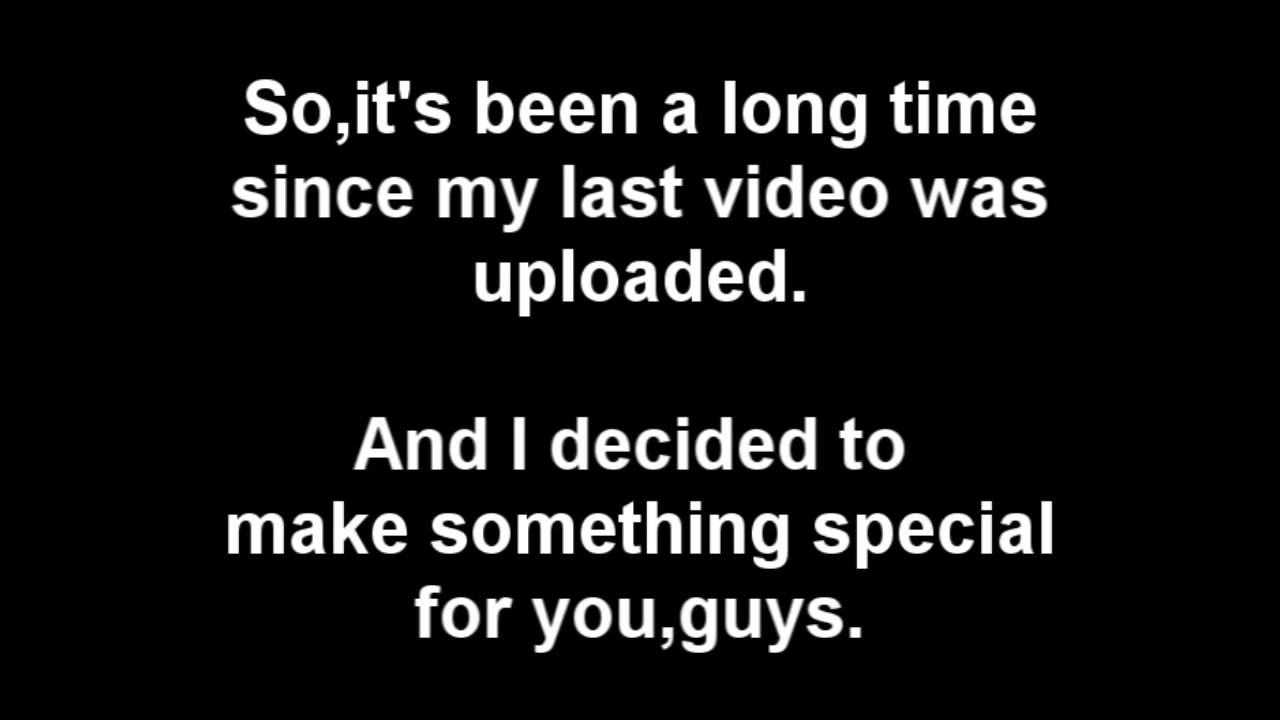 So,it's been a long time
since my last video was
uploaded.
And I decided to
make something special
for you,guys.